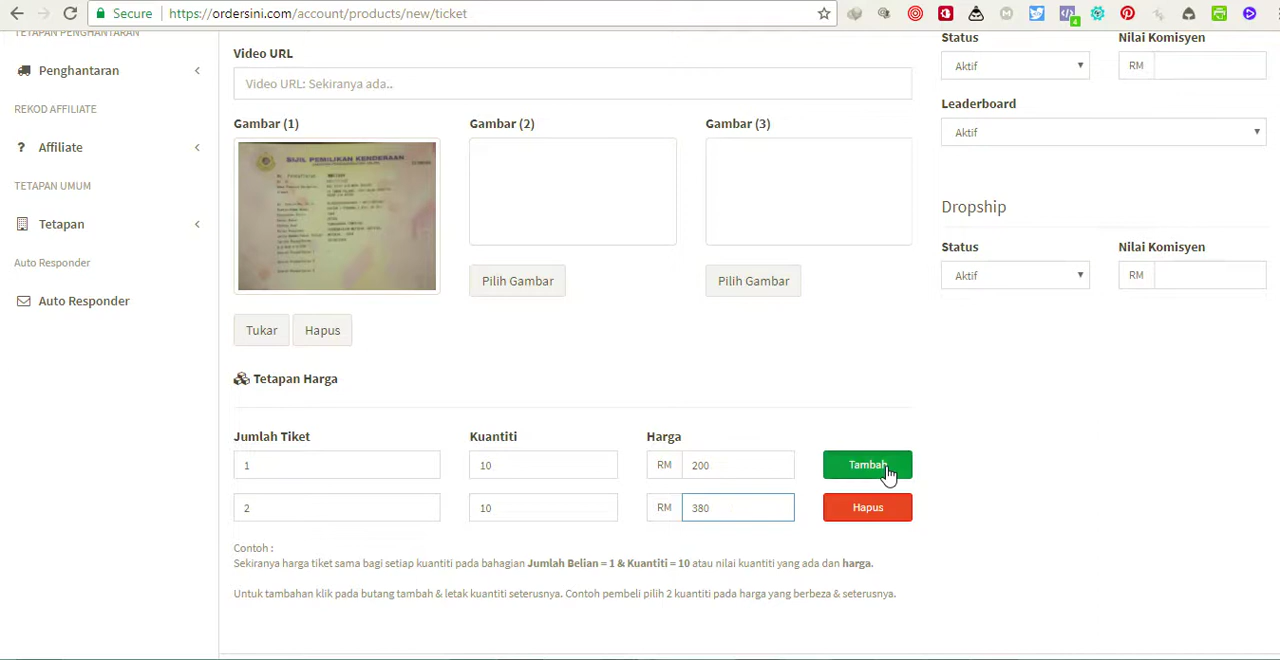 Secure
https://ordersini.com/account/products/new/ticket
TETAPAN PENGHANTARAN
Penghantaran
REKOD AFFILIATE
? Affiliate
TETAPAN UMUM
Tetapan
Auto Responder
Auto Responder
Video URL
Video URL: Sekiranya ada..
Gambar (1) Gambar (2) Gambar (3)
SIJIL PEMILIKAN KENDERAAN
Pilih Gambar Pilih Gambar
Tukar Hapus
Tetapan Harga
Jumlah Tiket Kuantiti Harga
1 10 RM 200 Tambah
2 10 RM 380 Hapus
Contoh :
Sekiranya harga tiket sama bagi setiap kuantiti pada bahagian Jumlah Belian = 1 & Kuantiti = 10 atau nilai kuantiti yang ada dan harga.
Untuk tambahan klik pada butang tambah & letak kuantiti seterusnya. Contoh pembeli pilih 2 kuantiti pada harga yang berbeza & seterusnya.
Status Nilai Komisyen
Aktif RM
Leaderboard
Aktif
Dropship
Status Nilai Komisyen
Aktif RM